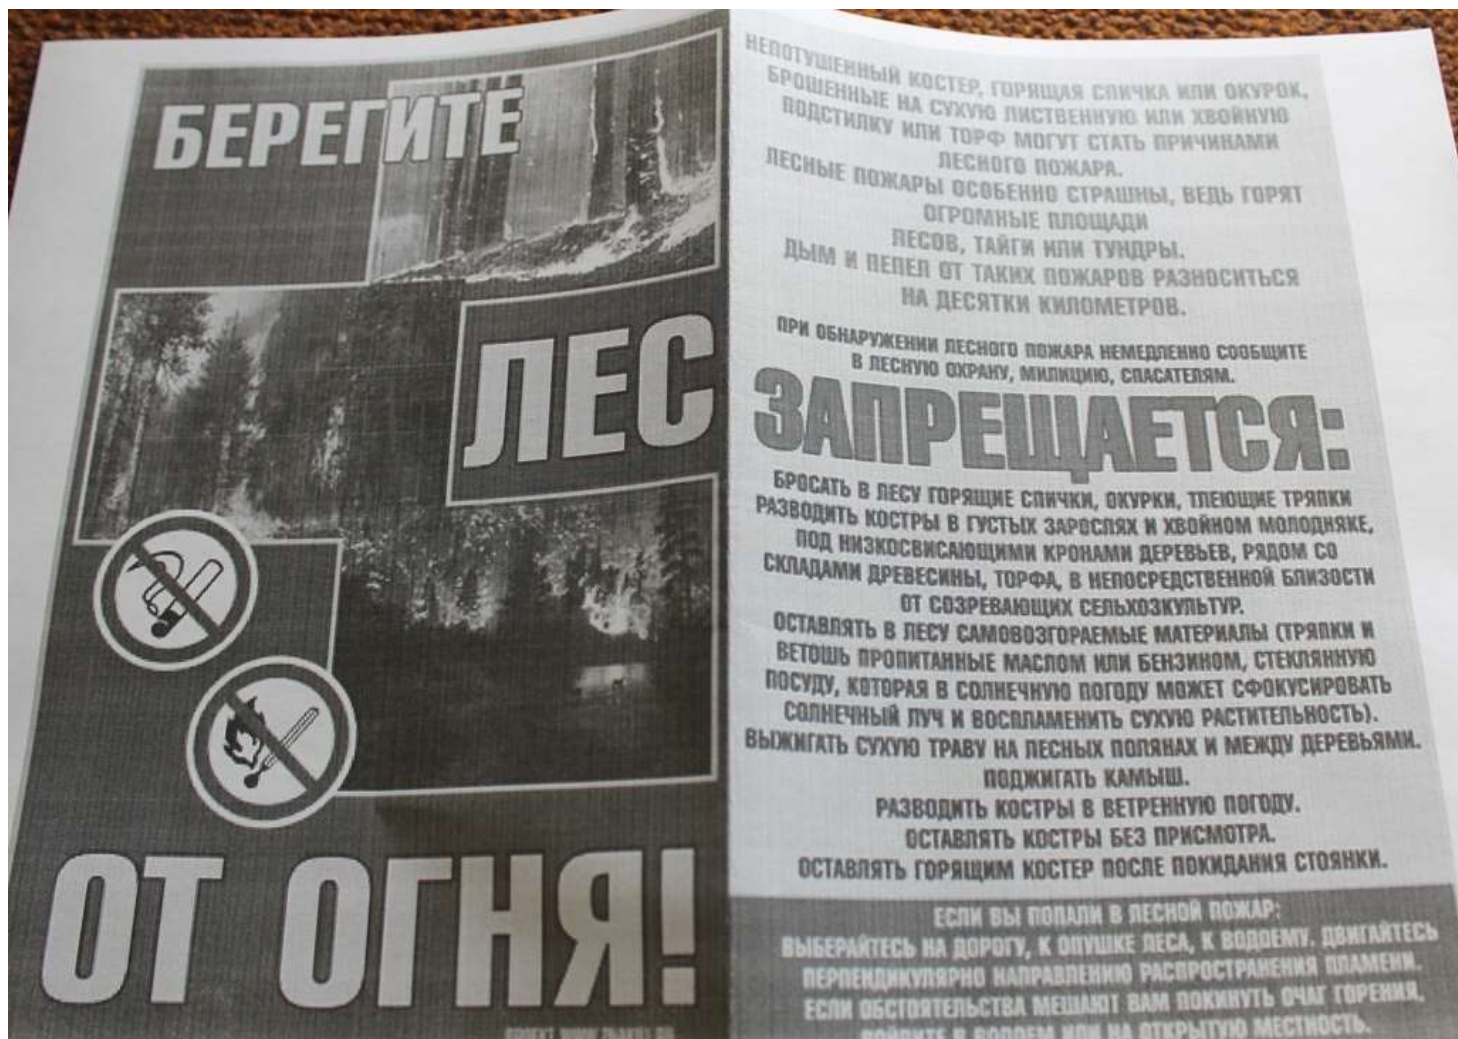 БЕРЕГИТЕ
ЛЕС
ОТ ОГНЯ!
НЕПОТУШЕННЫЙ КОСТЕР, ГОРЯЩАЯ СПИЧКА ИЛИ ОКУРОК,
БРОШЕННЫЕ НА СУХУЮ ЛИСТВЕННУЮ ИЛИ ХВОЙНУЮ
ПОДСТИЛКУ ИЛИ ТОРФ МОГУТ СТАТЬ ПРИЧИНАМИ
ЛЕСНОГО ПОЖАРА.
ЛЕСНЫЕ ПОЖАРЫ ОСОБЕННО СТРАШНЫ, ВЕДЬ ГОРЯТ
ОГРОМНЫЕ ПЛОЩАДИ
ЛЕСОВ, ТАЙГИ ИЛИ ТУНДРЫ.
ДЫМ И ПЕПЕЛ ОТ ТАКИХ ПОЖАРОВ РАЗНОСИТЬСЯ
НА ДЕСЯТКИ КИЛОМЕТРОВ.
ПРИ ОБНАРУЖЕНИИ ЛЕСНОГО ПОЖАРА НЕМЕДЛЕННО СООБЩИТЕ
В ЛЕСНУЮ ОХРАНУ, МИЛИЦИЮ, СПАСАТЕЛЯМ.
ЗАПРЕЩАЕТСЯ:
БРОСАТЬ В ЛЕСУ ГОРЯЩИЕ СПИЧКИ, ОКУРКИ, ТЛЕЮЩИЕ ТРЯПКИ
РАЗВОДИТЬ КОСТРЫ В ГУСТЫХ ЗАРОСЛЯХ И ХВОЙНОМ МОЛОДНЯКЕ,
ПОД НИЗКОСВИСАЮЩИМИ КРОНАМИ ДЕРЕВЬЕВ, РЯДОМ СО
СКЛАДАМИ ДРЕВЕСИНЫ, ТОРФА, В НЕПОСРЕДСТВЕННОЙ БЛИЗОСТИ
ОТ СОЗРЕВАЮЩИХ СЕЛЬХОЗКУЛЬТУР.
ОСТАВЛЯТЬ В ЛЕСУ САМОВОЗГОРАЕМЫЕ МАТЕРИАЛЫ (ТРЯПКИ И
ВЕТОШЬ ПРОПИТАННЫЕ МАСЛОМ ИЛИ БЕНЗИНОМ, СТЕКЛЯННУЮ
ПОСУДУ, КОТОРАЯ В СОЛНЕЧНУЮ ПОГОДУ МОЖЕТ СФОКУСИРОВАТЬ
СОЛНЕЧНЫЙ ЛУЧ И ВОСПЛАМЕНИТЬ СУХУЮ РАСТИТЕЛЬНОСТЬ).
ВЫЖИГАТЬ СУХУЮ ТРАВУ НА ЛЕСНЫХ ПОЛЯНАХ И МЕЖДУ ДЕРЕВЬЯМИ.
ПОДЖИГАТЬ КАМЫШ.
РАЗВОДИТЬ КОСТРЫ В ВЕТРЕННУЮ ПОГОДУ.
ОСТАВЛЯТЬ КОСТРЫ БЕЗ ПРИСМОТРА.
ОСТАВЛЯТЬ ГОРЯЩИМ КОСТЕР ПОСЛЕ ПОКИДАНИЯ СТОЯНКИ.
ЕСЛИ ВЫ ПОПАЛИ В ЛЕСНОЙ ПОЖАР:
ВЫБЕРАЙТЕСЬ НА ДОРОГУ, К ОПУШКЕ ЛЕСА, К ВОДОЕМУ. ДВИГАЙТЕСЬ
ПЕРПЕНДИКУЛЯРНО НАПРАВЛЕНИЮ РАСПРОСТРАНЕНИЯ ПЛАМЕНИ.
ЕСЛИ ОБСТОЯТЕЛЬСТВА МЕШАЮТ ВАМ ПОКИНУТЬ ОЧАГ ГОРЕНИЯ,
ВОЙДИТЕ В ВОДОЕМ ИЛИ НА ОТКРЫТУЮ МЕСТНОСТЬ.